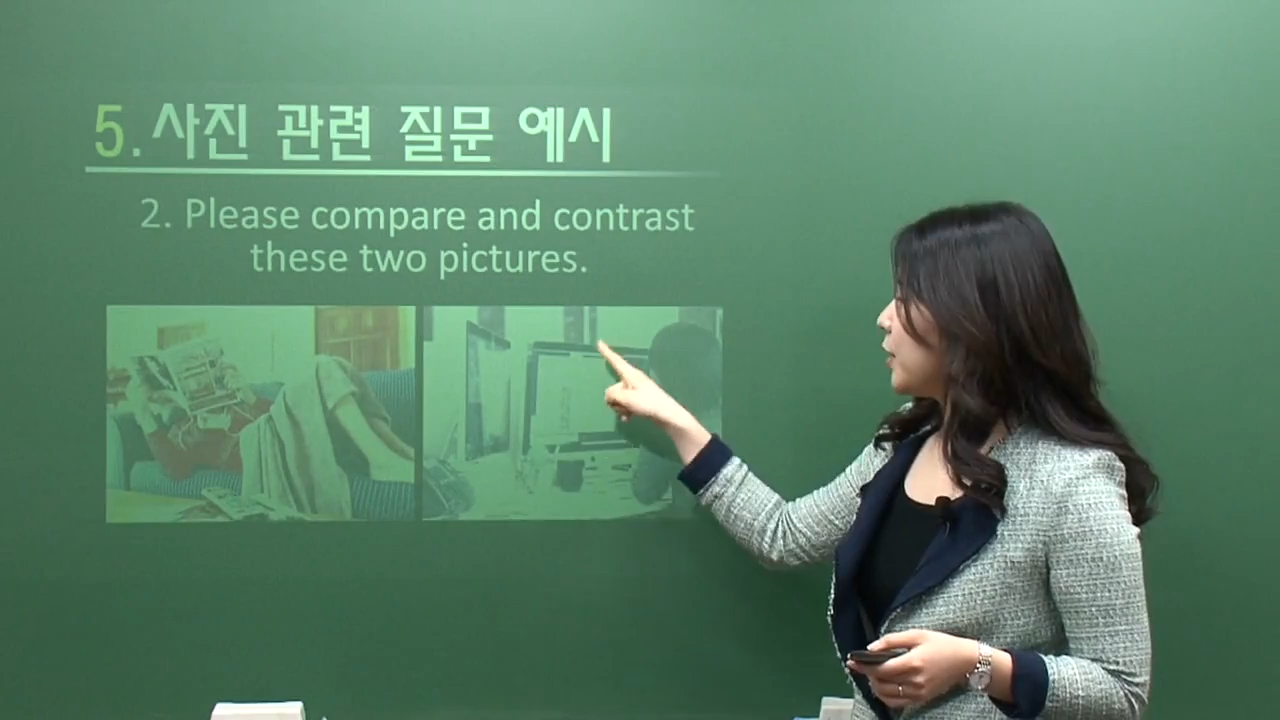 5. 사진 관련 질문 예시
2. Please compare and contrast
these two pictures.